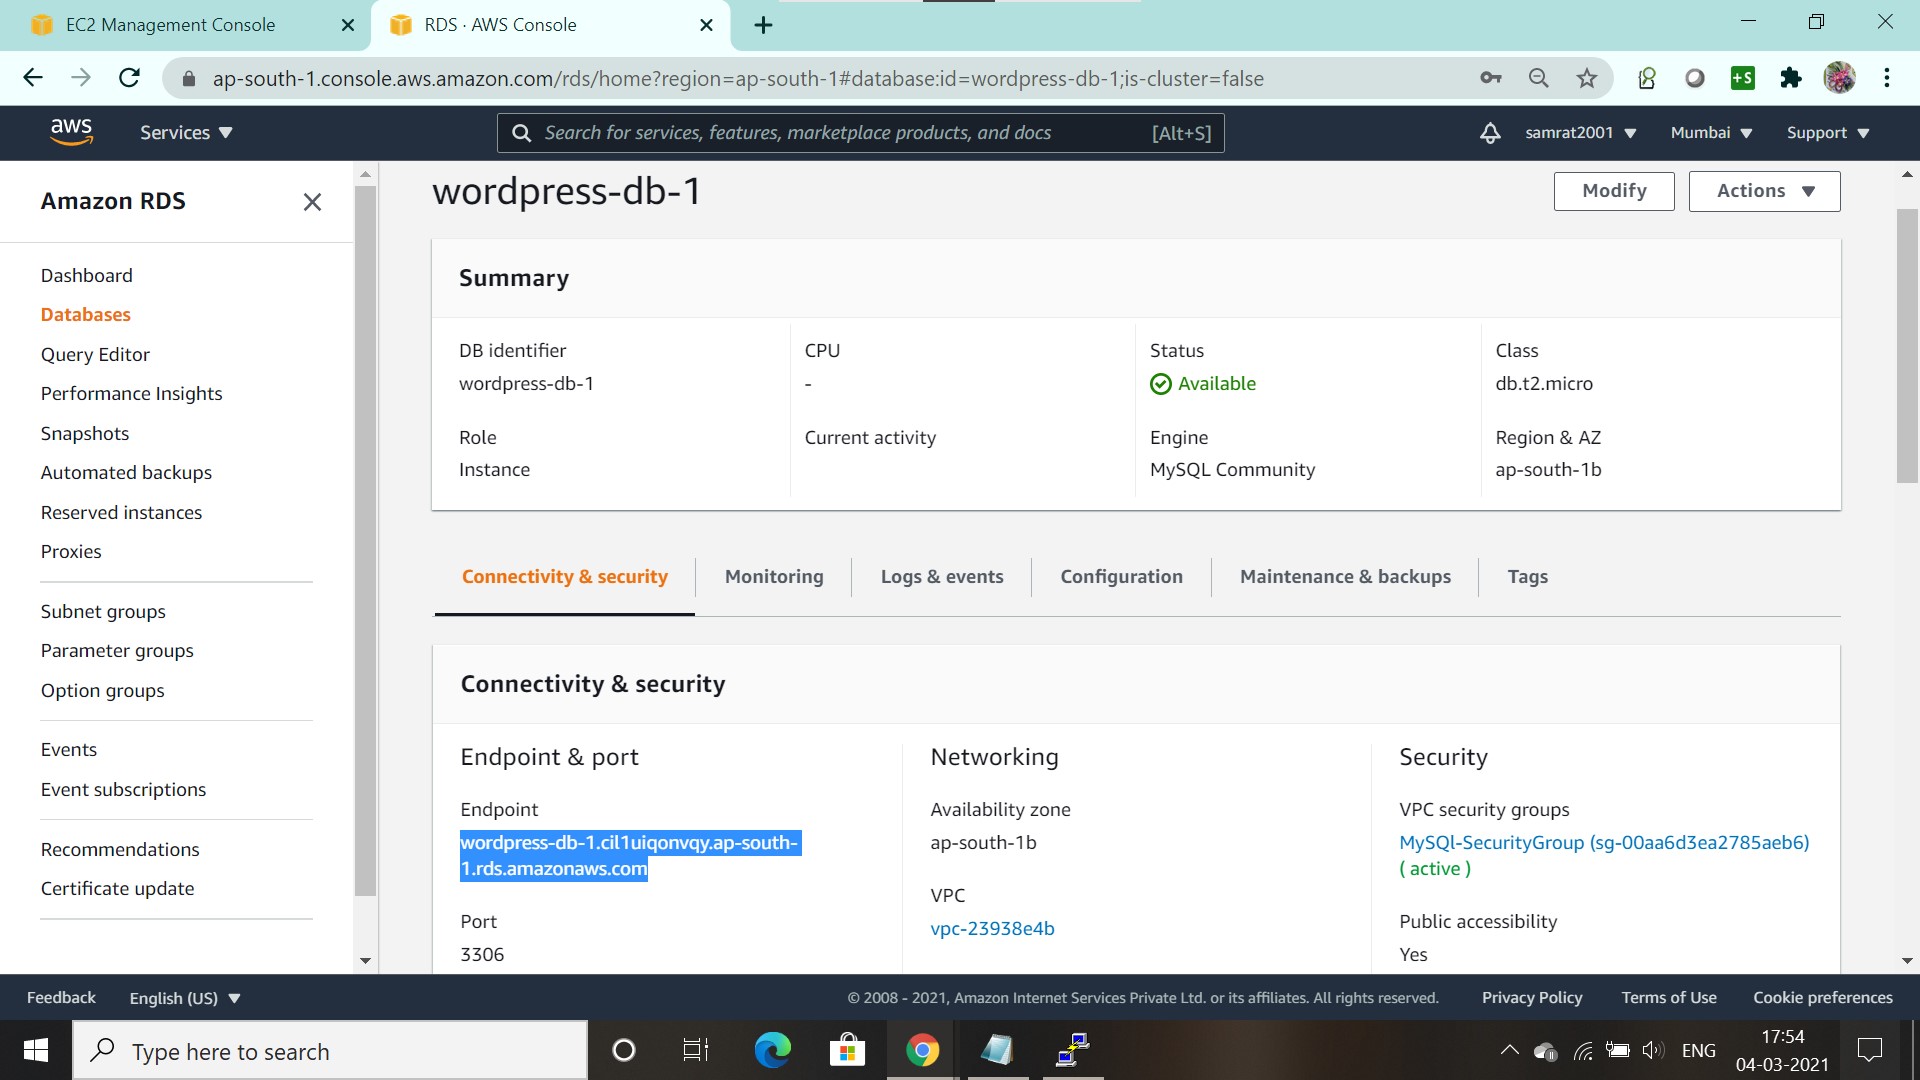 EC2 Management Console
RDS · AWS Console
ap-south-1.console.aws.amazon.com/rds/home?region=ap-south-1#database:id=wordpress-db-1;is-cluster=false
+S
aws
Services
Search for services, features, marketplace products, and docs
[Alt+S]
samrat2001
Mumbai
Support
Amazon RDS
Dashboard
Databases
Query Editor
Performance Insights
Snapshots
Automated backups
Reserved instances
Proxies
Subnet groups
Parameter groups
Option groups
Events
Event subscriptions
Recommendations
Certificate update
wordpress-db-1
Modify
Actions
Summary
DB identifier
wordpress-db-1
CPU
-
Status
Available
Class
db.t2.micro
Role
Instance
Current activity
Engine
MySQL Community
Region & AZ
ap-south-1b
Connectivity & security
Monitoring
Logs & events
Configuration
Maintenance & backups
Tags
Connectivity & security
Endpoint & port
Endpoint
wordpress-db-1.cil1uiqonvqy.ap-south-
1.rds.amazonaws.com
Port
3306
Networking
Availability zone
ap-south-1b
VPC
vpc-23938e4b
Security
VPC security groups
MySQl-SecurityGroup (sg-00aa6d3ea2785aeb6)
( active )
Public accessibility
Yes
Feedback
English (US)
© 2008 - 2021, Amazon Internet Services Private Ltd. or its affiliates. All rights reserved.
Privacy Policy
Terms of Use
Cookie preferences
Type here to search
ENG
17:54
04-03-2021